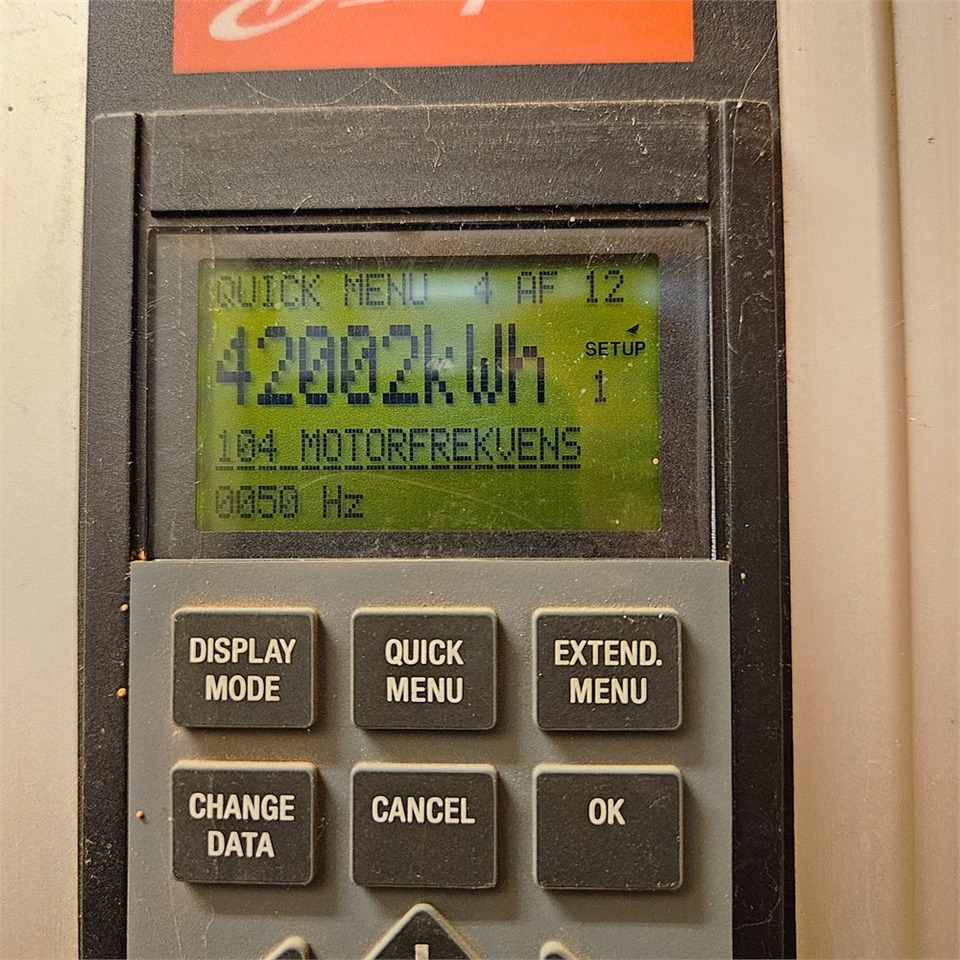 QUICK MENU 4 AF 12
42002kWh
SETUP
1
104 MOTORFREKVENS
0050 Hz
DISPLAY MODE
QUICK MENU
EXTEND. MENU
CHANGE DATA
CANCEL
OK